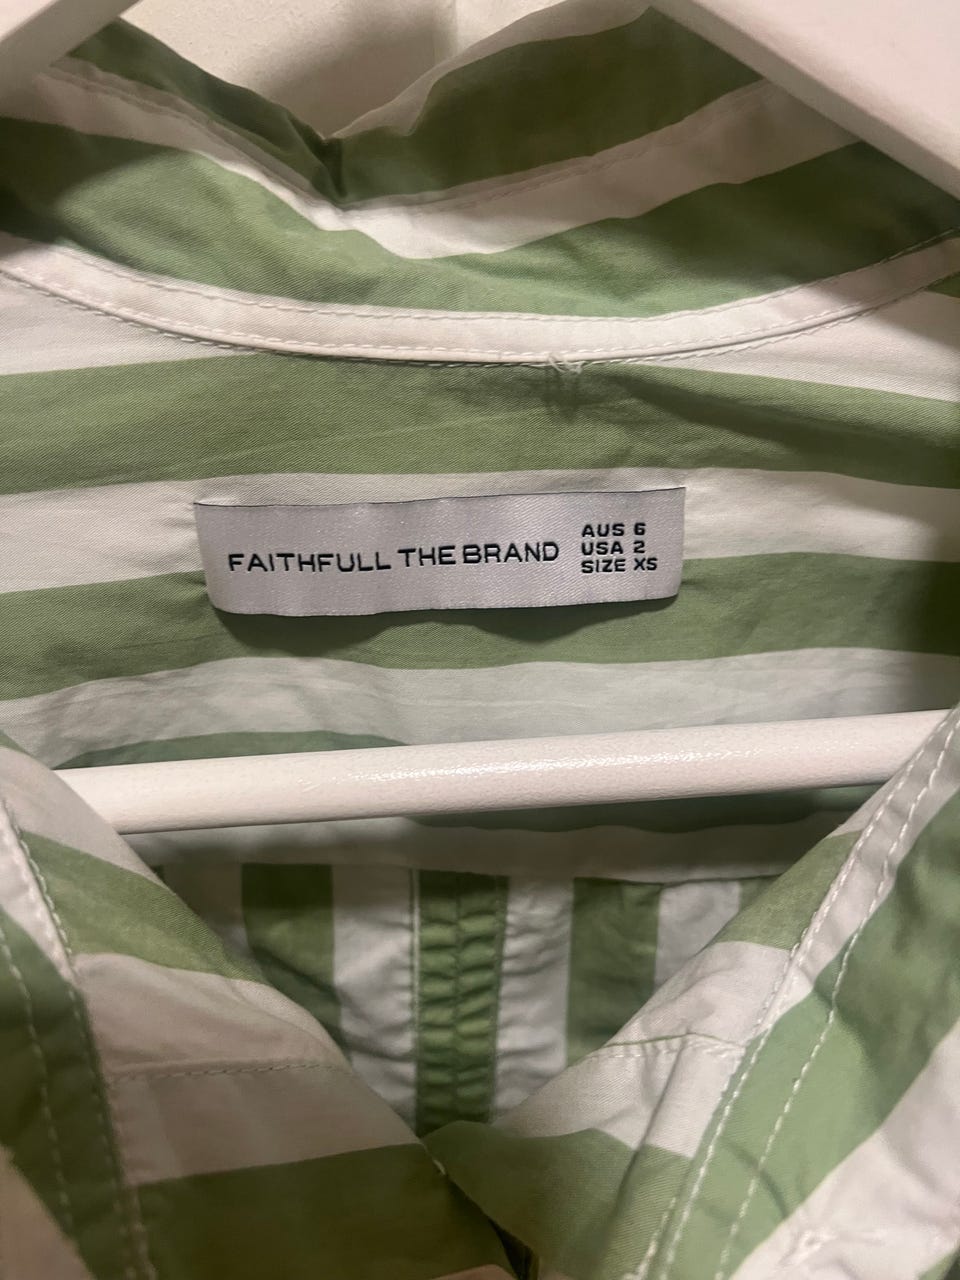 FAITHFULL THE BRAND
AUS 6
USA 2
SIZE XS